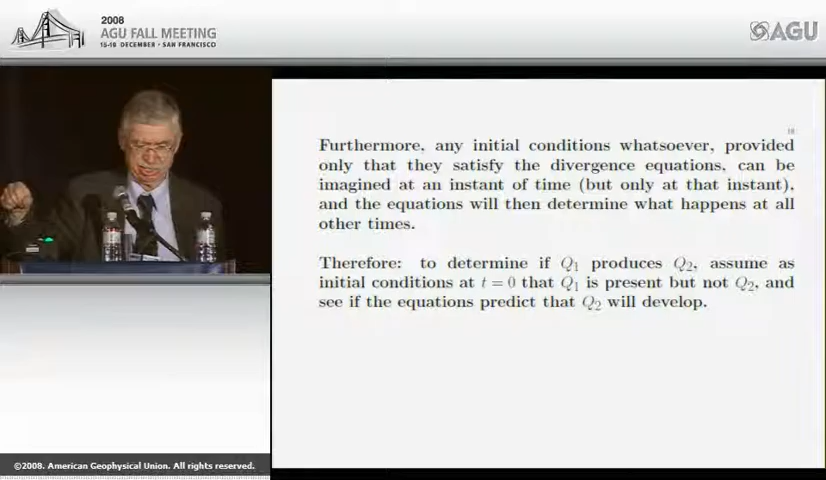 2008
AGU FALL MEETING
15-19 DECEMBER • SAN FRANCISCO
AGU
18
Furthermore, any initial conditions whatsoever, provided
only that they satisfy the divergence equations, can be
imagined at an instant of time (but only at that instant),
and the equations will then determine what happens at all
other times.
Therefore: to determine if Q₁ produces Q₂, assume as
initial conditions at t = 0 that Q₁ is present but not Q₂, and
see if the equations predict that Q₂ will develop.
©2008. American Geophysical Union. All rights reserved.